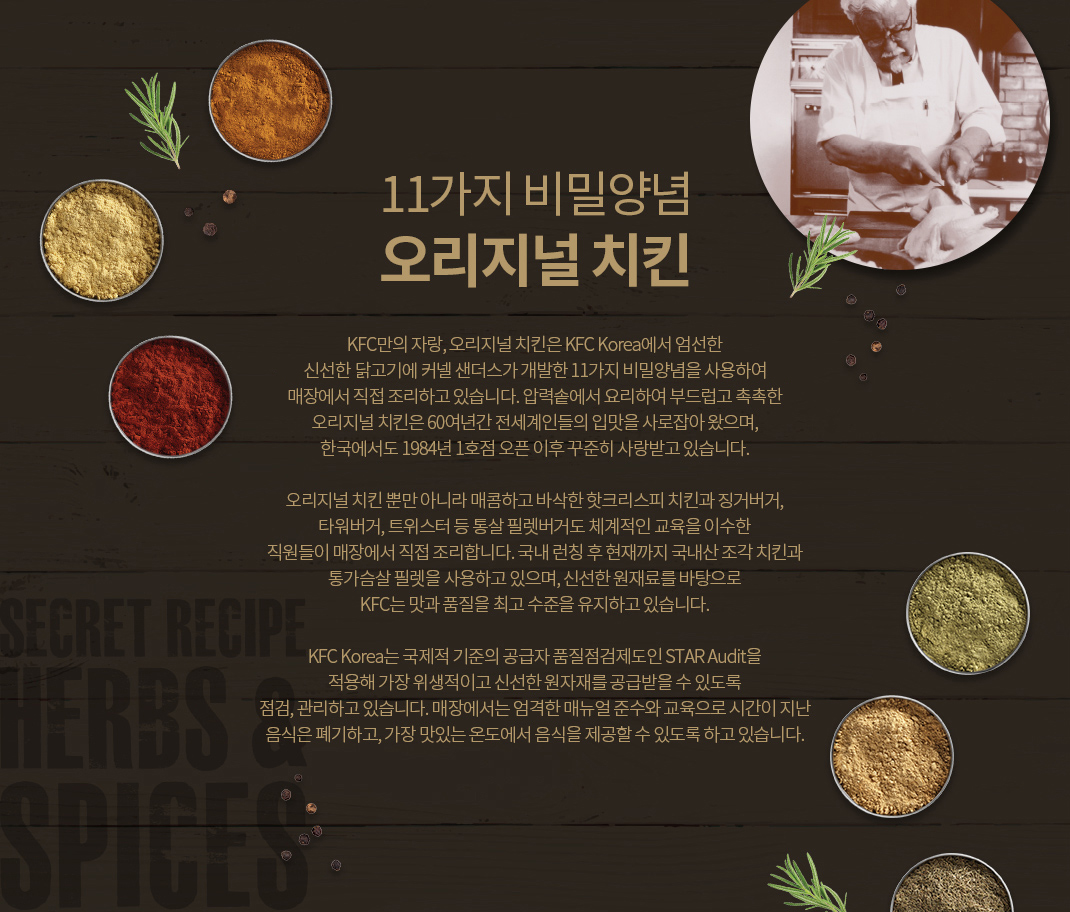 11가지 비밀양념
오리지널 치킨
KFC만의 자랑, 오리지널 치킨은 KFC Korea에서 엄선한
신선한 닭고기에 커넬 샌더스가 개발한 11가지 비밀양념을 사용하여
매장에서 직접 조리하고 있습니다. 압력솥에서 요리하여 부드럽고 촉촉한
오리지널 치킨은 60여년간 전세계인들의 입맛을 사로잡아 왔으며,
한국에서도 1984년 1호점 오픈 이후 꾸준히 사랑받고 있습니다.
오리지널 치킨 뿐만 아니라 매콤하고 바삭한 핫크리스피 치킨과 징거버거,
타워버거, 트위스터 등 통살 필렛버거도 체계적인 교육을 이수한
직원들이 매장에서 직접 조리합니다. 국내 런칭 후 현재까지 국내산 조각 치킨과
통가슴살 필렛을 사용하고 있으며, 신선한 원재료를 바탕으로
KFC는 맛과 품질을 최고 수준을 유지하고 있습니다.
KFC Korea는 국제적 기준의 공급자 품질점검제도인 STAR Audit을
적용해 가장 위생적이고 신선한 원자재를 공급받을 수 있도록
점검, 관리하고 있습니다. 매장에서는 엄격한 매뉴얼 준수와 교육으로 시간이 지난
음식은 폐기하고, 가장 맛있는 온도에서 음식을 제공할 수 있도록 하고 있습니다.
SECRET RECIPE
HERBS &
SPICES